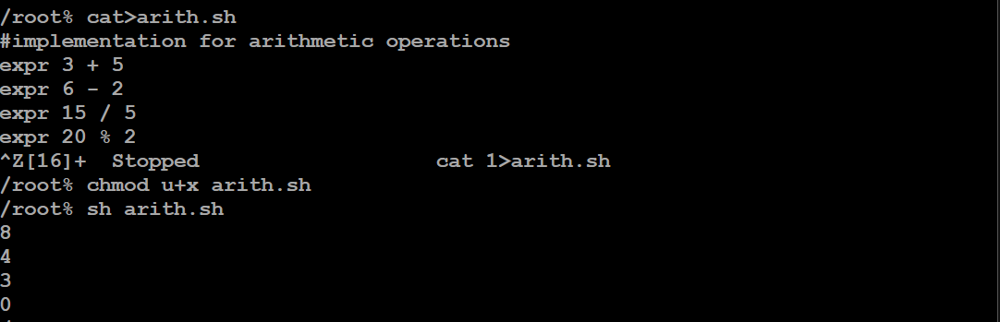 /root% cat>arith.sh
#implementation for arithmetic operations
expr 3 + 5
expr 6 - 2
expr 15 / 5
expr 20 % 2
^Z[16]+  Stopped                    cat 1>arith.sh
/root% chmod u+x arith.sh
/root% sh arith.sh
8
4
3
0